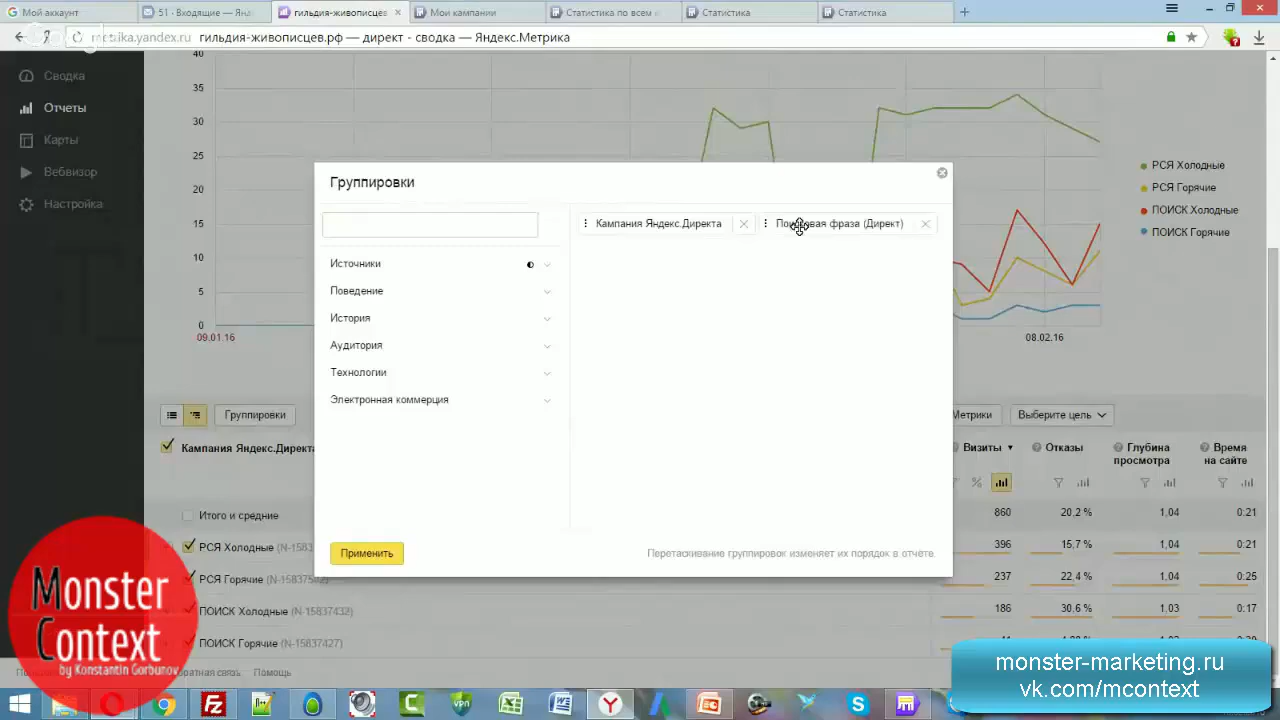 Мой аккаунт
51 - Входящие — Янд
гильдия-живописцев
Мои кампании
Статистика по всем
Статистика
Статистика
гильдия-живописцев.рф — директ - сводка — Яндекс.Метрика
Сводка
Отчеты
Карты
Вебвизор
Настройка
40
35
30
25
20
15
10
5
0
09.01.16
08.02.16
РСЯ Холодные
РСЯ Горячие
ПОИСК Холодные
ПОИСК Горячие
Группировки
Кампания Яндекс.Директа
Поисковая фраза (Директ)
Источники
Поведение
История
Аудитория
Технологии
Электронная коммерция
Применить
Перетаскивание группировок изменяет их порядок в отчете.
Группировки
Метрики
Выберите цель
Кампания Яндекс.Директа
Визиты
Отказы
Глубина просмотра
Время на сайте
%
Итого и средние
860
20,2 %
1,04
0:21
РСЯ Холодные (N-1583
396
15,7 %
1,04
0:21
РСЯ Горячие
237
22,4 %
1,04
0:25
ПОИСК Холодные (N-15837432)
186
30,6 %
1,03
0:17
ПОИСК Горячие (N-15837427)
Помощь
Monster
Context
by Konstantin Gorbunov
monster-marketing.ru
vk.com/mcontext